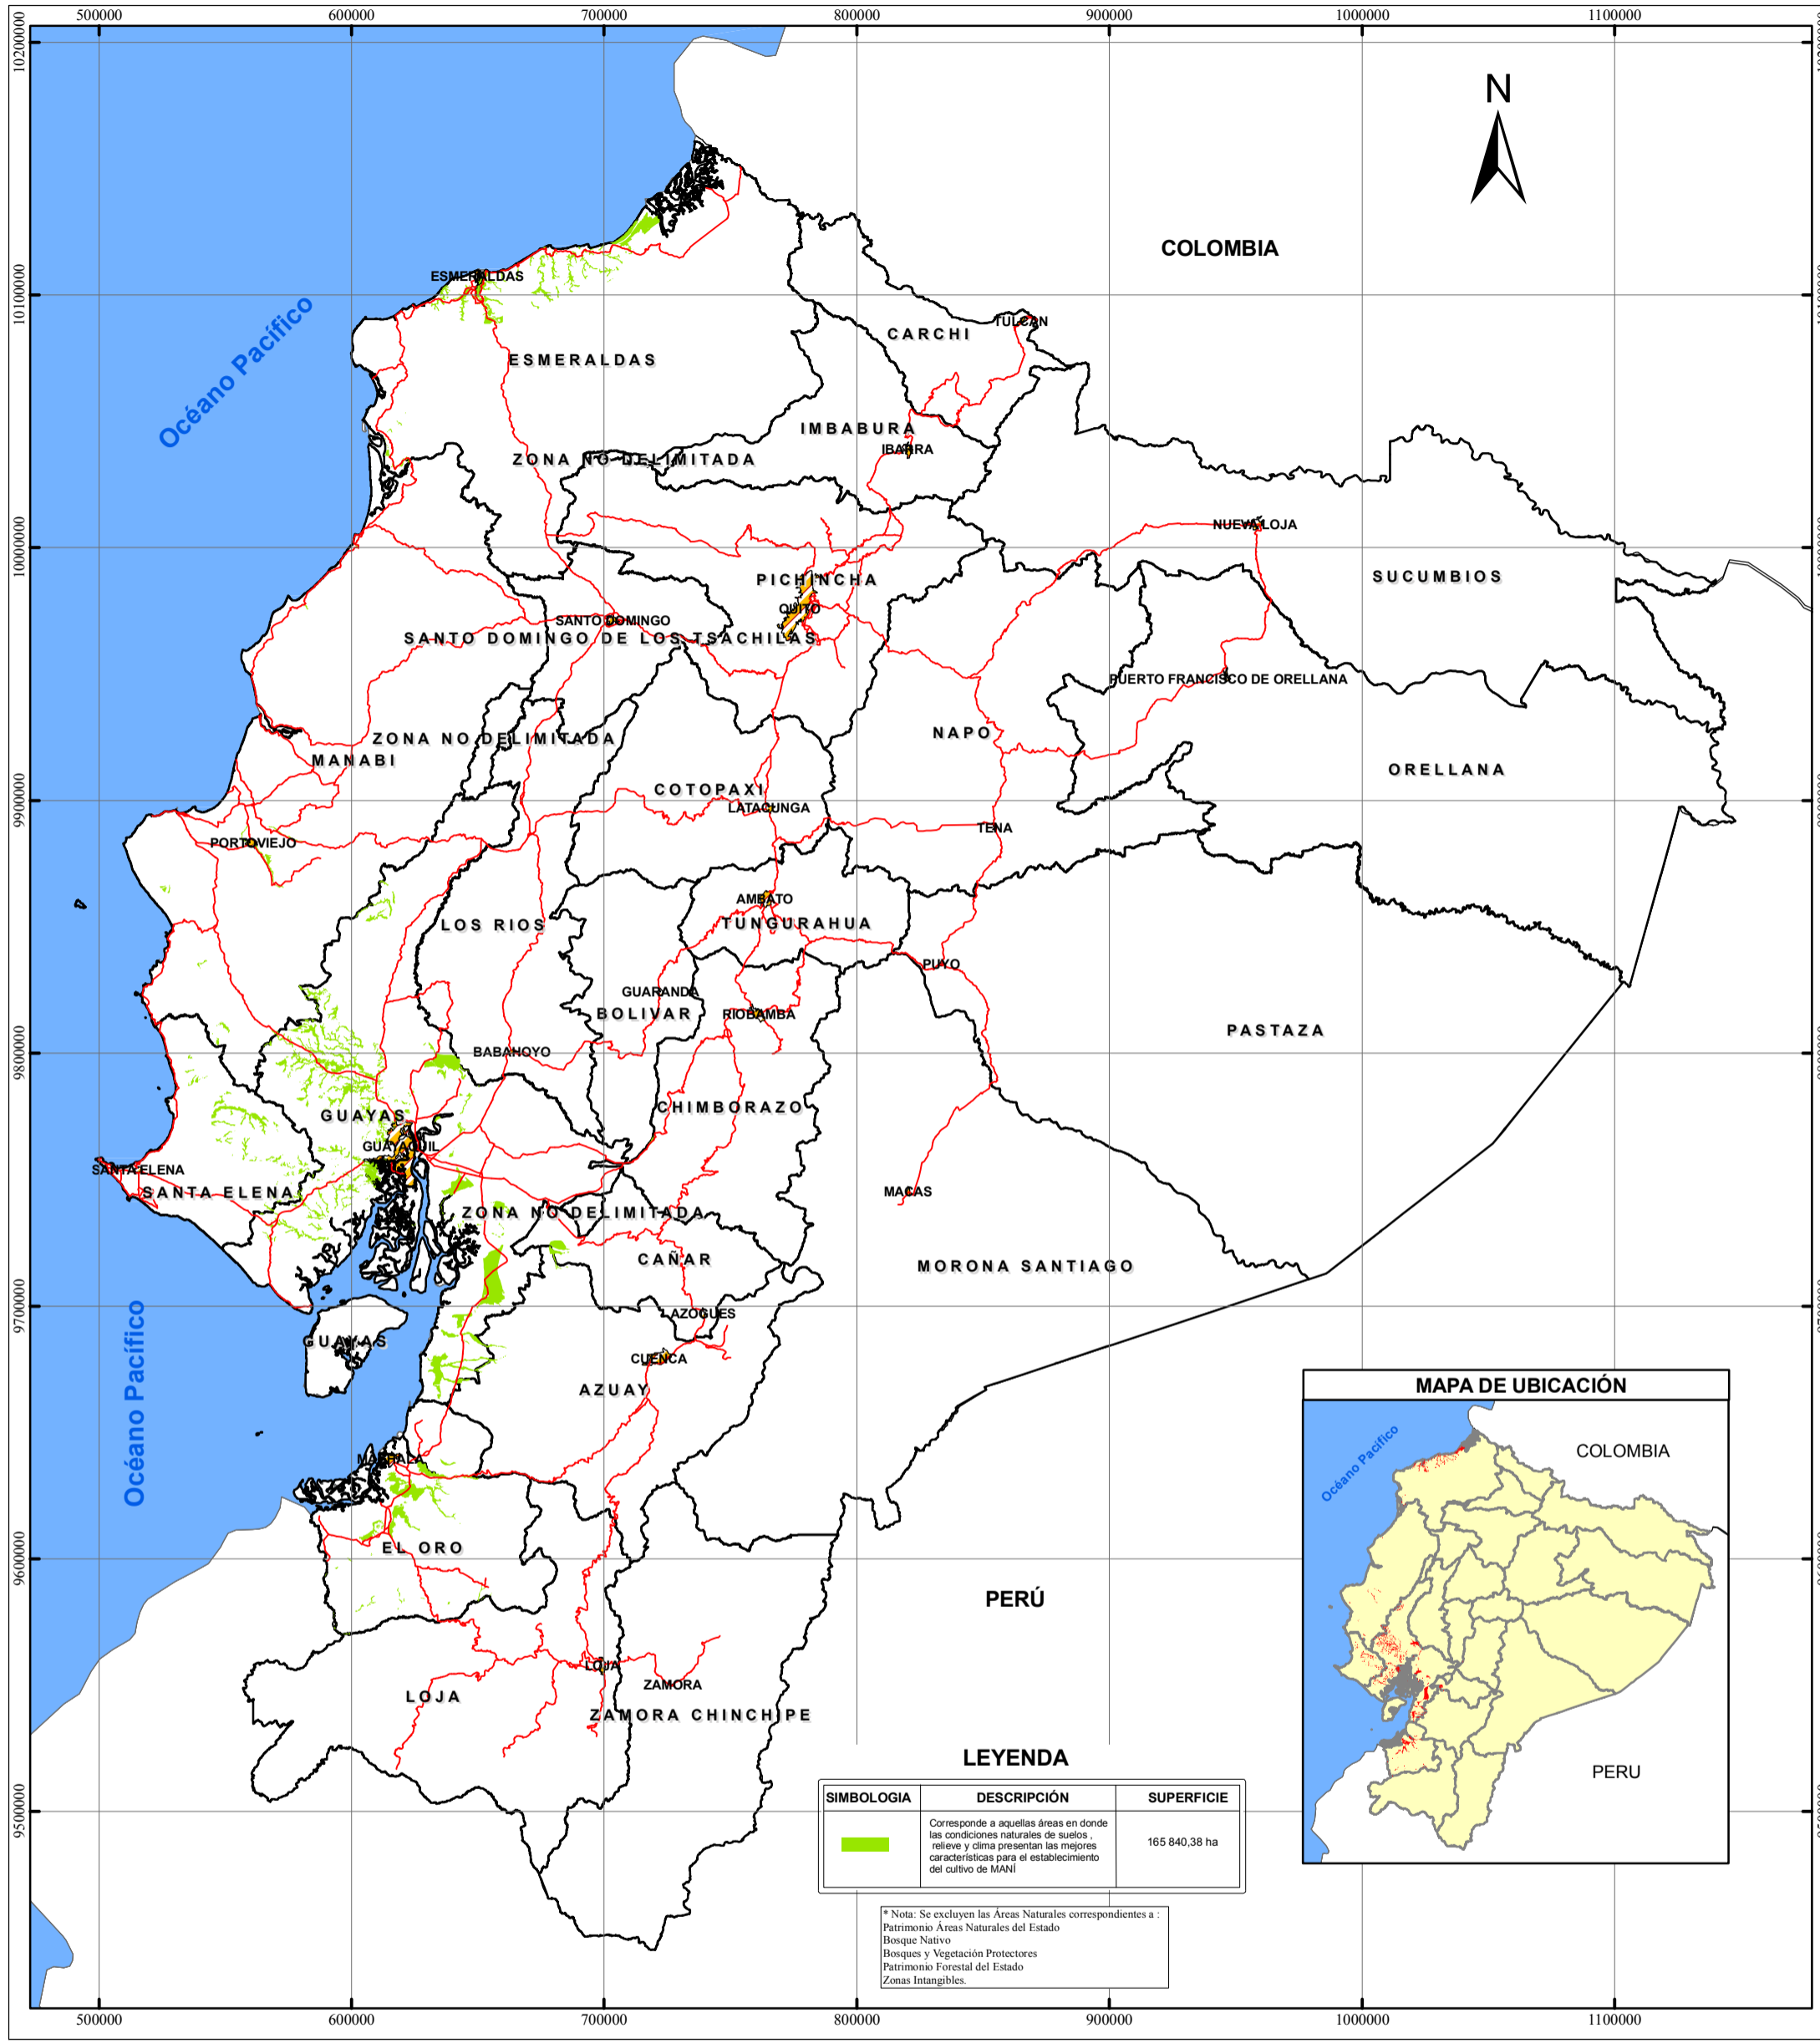 500000 600000 700000 800000 900000 1000000 1100000
10200000
N
COLOMBIA
ESMERALDAS
10100000
Océano Pacífico
TULCAN
CARCHI
ESMERALDAS
IMBABURA
IBARRA
ZONA NO DELIMITADA
NUEVA LOJA
10000000
PICHINCHA
SUCUMBIOS
QUITO
SANTO DOMINGO
SANTO DOMINGO DE LOS TSACHILAS
PUERTO FRANCISCO DE ORELLANA
NAPO
ZONA NO DELIMITADA
MANABI
ORELLANA
COTOPAXI
9900000
LATACUNGA
TENA
PORTOVIEJO
AMBATO
LOS RIOS
TUNGURAHUA
PUYO
GUARANDA
BOLIVAR
RIOBAMBA
PASTAZA
9800000
BABAHOYO
CHIMBORAZO
GUAYAS
GUAYAQUIL
SANTA ELENA
SANTA ELENA
MACAS
ZONA NO DELIMITADA
CAÑAR
MORONA SANTIAGO
9700000
AZOGUES
GUAYAS
CUENCA
AZUAY
Océano Pacífico
MACHALA
EL ORO
9600000
PERÚ
LOJA
ZAMORA
LOJA
ZAMORA CHINCHIPE
9500000
MAPA DE UBICACIÓN
COLOMBIA
Océano Pacífico
PERU
LEYENDA
SIMBOLOGIA DESCRIPCIÓN SUPERFICIE
Corresponde a aquellas áreas en donde
las condiciones naturales de suelos ,
relieve y clima presentan las mejores
características para el establecimiento
del cultivo de MANÍ
165 840,38 ha
* Nota: Se excluyen las Áreas Naturales correspondientes a :
Patrimonio Áreas Naturales del Estado
Bosque Nativo
Bosques y Vegetación Protectores
Patrimonio Forestal del Estado
Zonas Intangibles.
500000 600000 700000 800000 900000 1000000 1100000